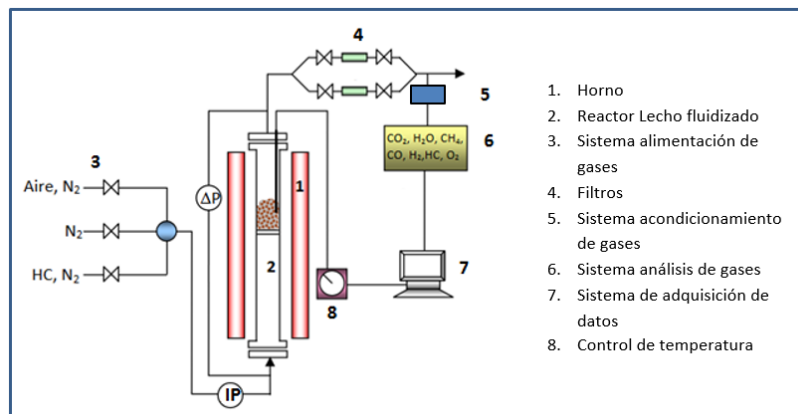 4
5
CO₂, H₂O, CH₄,
CO, H₂,HC, O₂
6
3
Aire, N₂
N₂
HC, N₂
ΔP
1
2
7
8
IP
1. Horno
2. Reactor Lecho fluidizado
3. Sistema alimentación de
gases
4. Filtros
5. Sistema acondicionamiento
de gases
6. Sistema análisis de gases
7. Sistema de adquisición de
datos
8. Control de temperatura